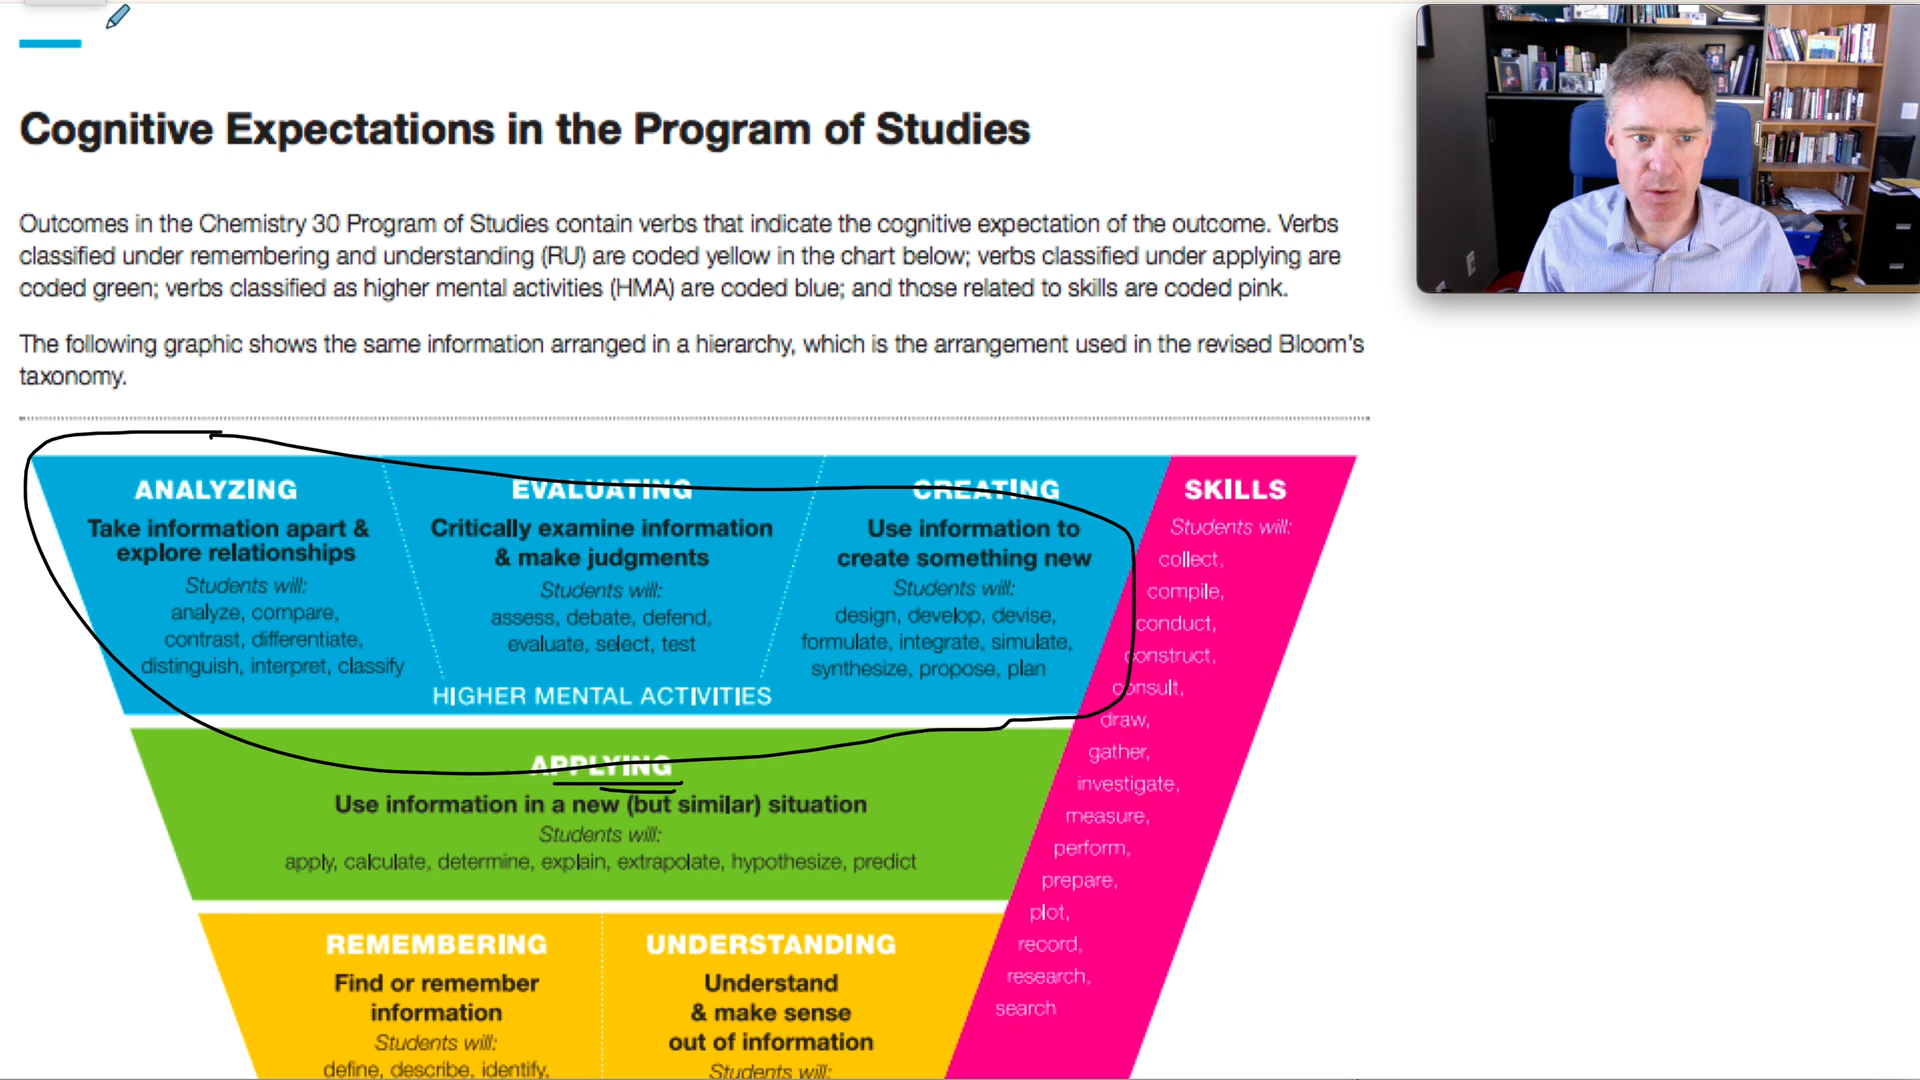 Cognitive Expectations in the Program of Studies
Outcomes in the Chemistry 30 Program of Studies contain verbs that indicate the cognitive expectation of the outcome. Verbs
classified under remembering and understanding (RU) are coded yellow in the chart below; verbs classified under applying are
coded green; verbs classified as higher mental activities (HMA) are coded blue; and those related to skills are coded pink.
The following graphic shows the same information arranged in a hierarchy, which is the arrangement used in the revised Bloom's
taxonomy.
ANALYZING
Take information apart &
explore relationships
Students will:
analyze, compare,
contrast, differentiate,
distinguish, interpret, classify
EVALUATING
Critically examine information
& make judgments
Students will:
assess, debate, defend,
evaluate, select, test
CREATING
Use information to
create something new
Students will:
design, develop, devise,
formulate, integrate, simulate,
synthesize, propose, plan
HIGHER MENTAL ACTIVITIES
SKILLS
Students will:
collect,
compile,
conduct,
construct,
consult,
draw,
gather,
investigate,
measure,
perform,
prepare,
plot,
record,
research,
search
APPLYING
Use information in a new (but similar) situation
Students will:
apply, calculate, determine, explain, extrapolate, hypothesize, predict
REMEMBERING
Find or remember
information
Students will:
define, describe, identify,
UNDERSTANDING
Understand
& make sense
out of information
Students will: